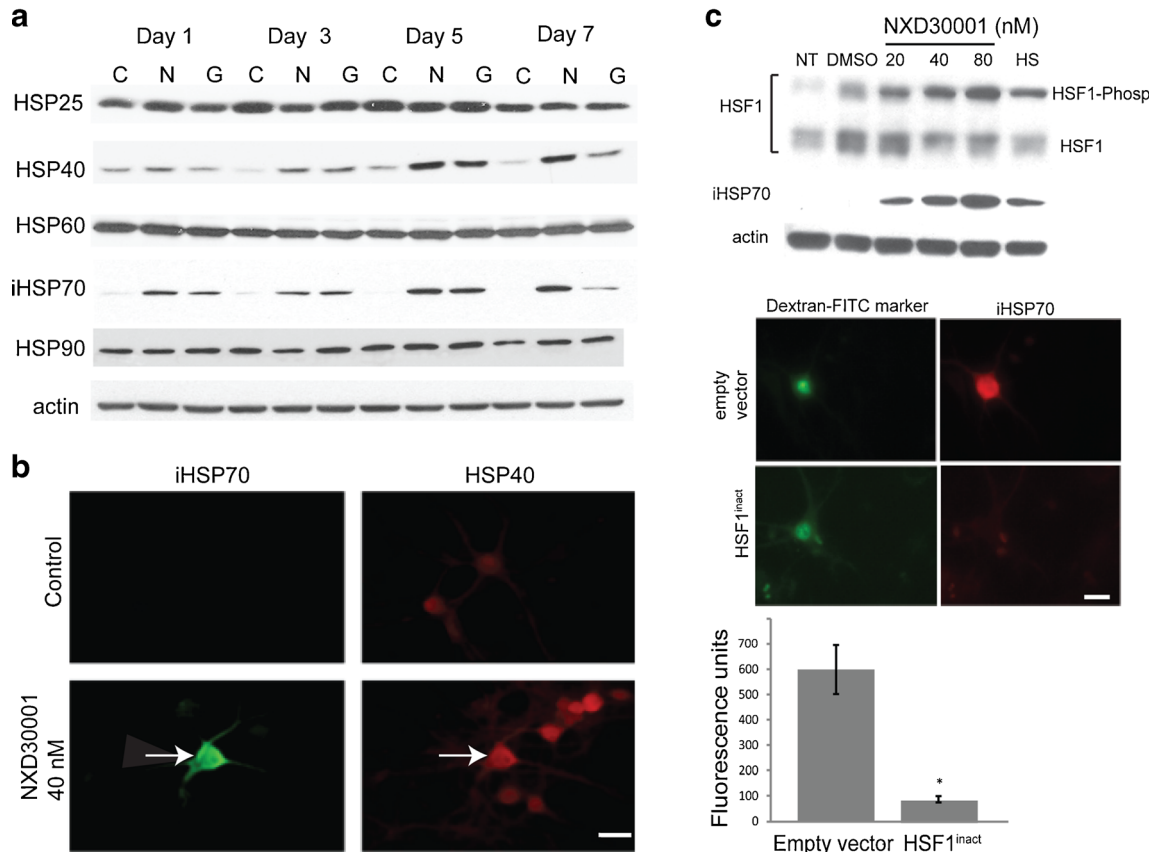 a
Day 1 Day 3 Day 5 Day 7
C N G C N G C N G C N G
HSP25
HSP40
HSP60
iHSP70
HSP90
actin
b
iHSP70 HSP40
Control
NXD30001
40 nM
c
NXD30001 (nM)
NT DMSO 20 40 80 HS
HSF1
HSF1-Phosp
HSF1
iHSP70
actin
Dextran-FITC marker iHSP70
empty
vector
HSF1inact
Fluorescence units
700
600
500
400
300
200
100
0
*
Empty vector HSF1inact